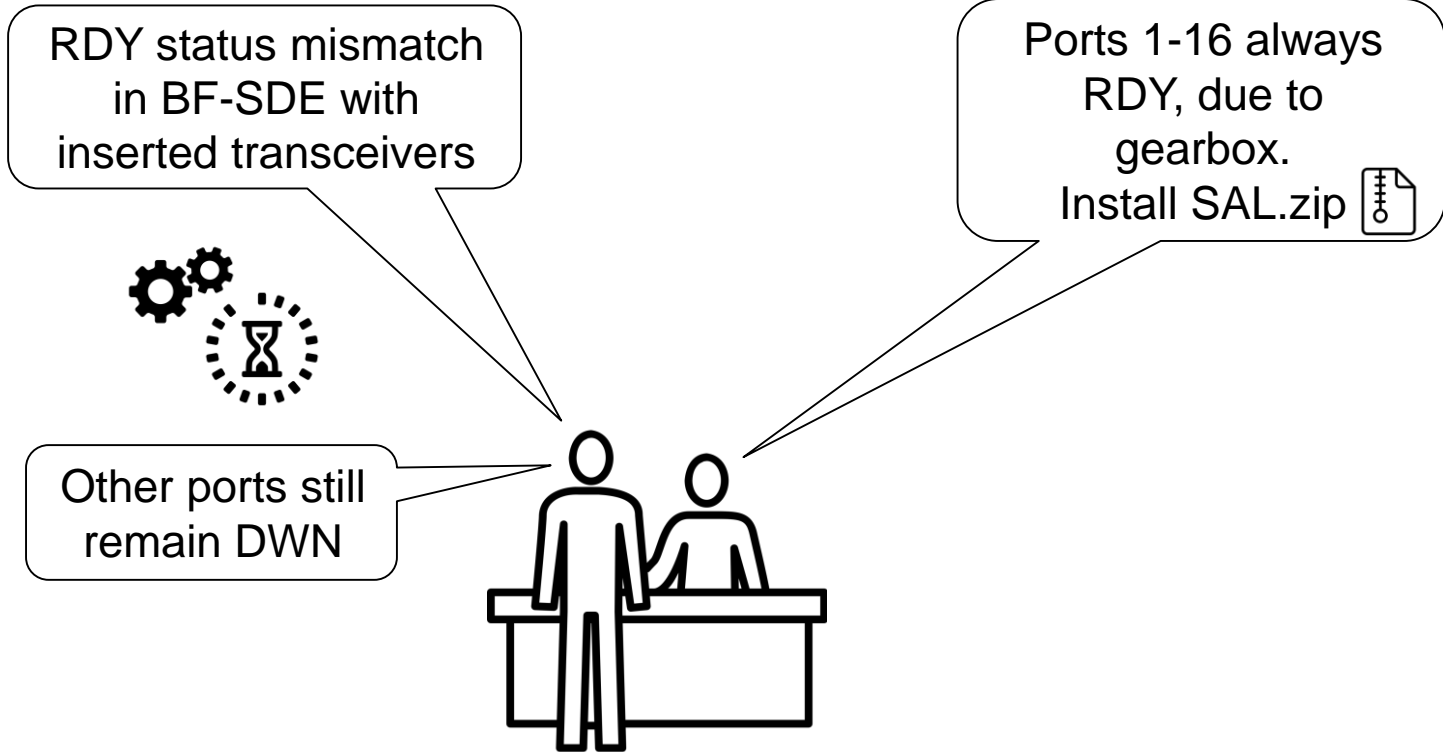 RDY status mismatch
in BF-SDE with
inserted transceivers
Ports 1-16 always
RDY, due to
gearbox.
Install SAL.zip
Other ports still
remain DWN